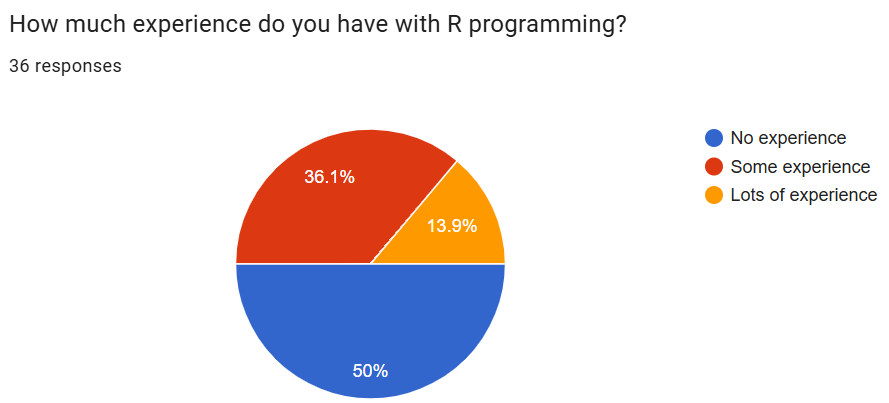 How much experience do you have with R programming?
36 responses
No experience
Some experience
Lots of experience
36.1%
13.9%
50%